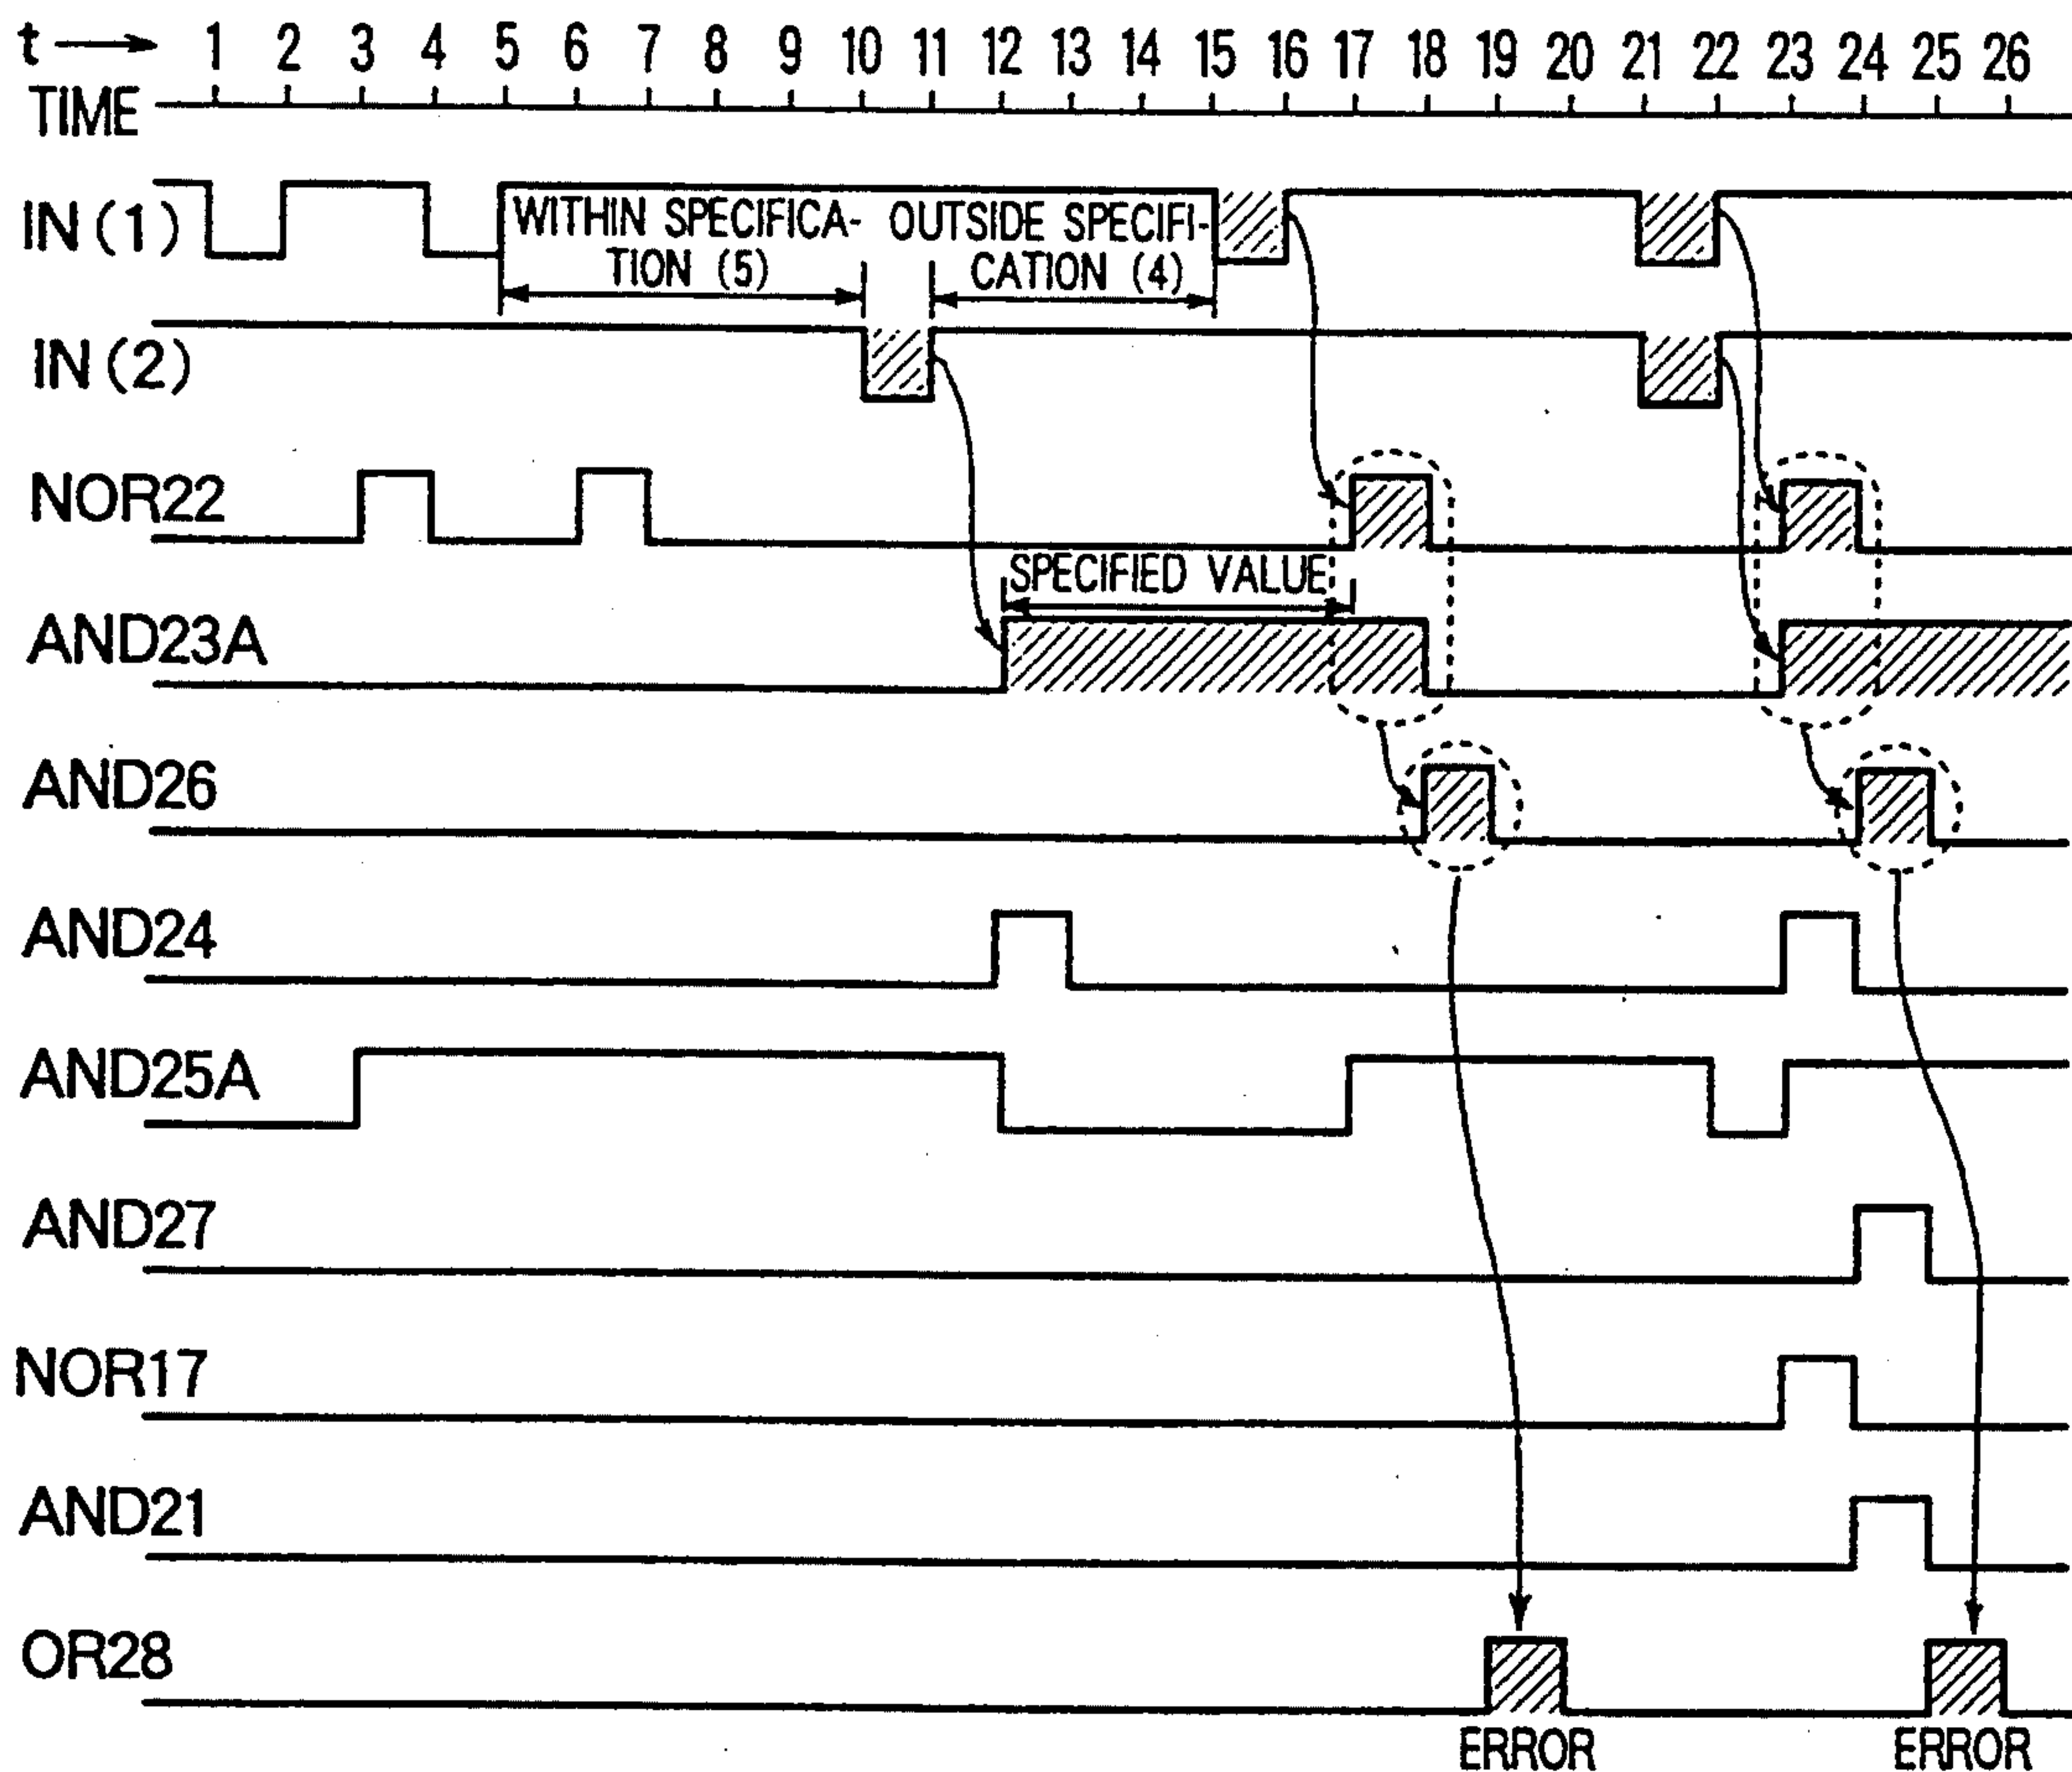 t 1 2 3 4 5 6 7 8 9 10 11 12 13 14 15 16 17 18 19 20 21 22 23 24 25 26
TIME
IN(1)
WITHIN SPECIFICA-
TION (5)
OUTSIDE SPECIFI-
CATION (4)
IN(2)
NOR22
SPECIFIED VALUE
AND23A
AND26
AND24
AND25A
AND27
NOR17
AND21
OR28
ERROR ERROR